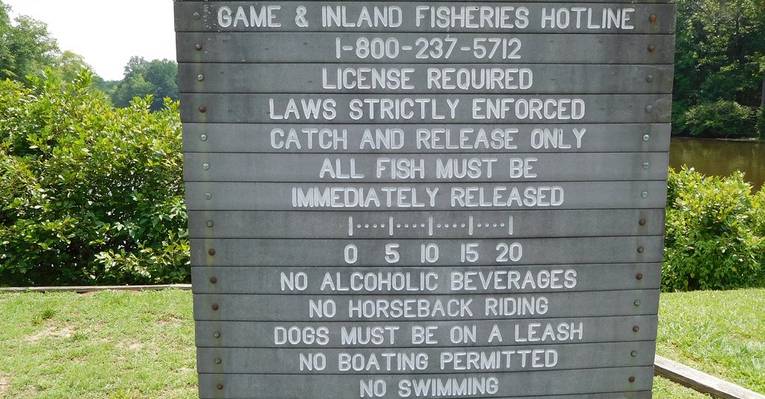 GAME & INLAND FISHERIES HOTLINE
1-800-237-5712
LICENSE REQUIRED
LAWS STRICTLY ENFORCED
CATCH AND RELEASE ONLY
ALL FISH MUST BE
IMMEDIATELY RELEASED
|····|····|····|····|
0 5 10 15 20
NO ALCOHOLIC BEVERAGES
NO HORSEBACK RIDING
DOGS MUST BE ON A LEASH
NO BOATING PERMITTED
NO SWIMMING